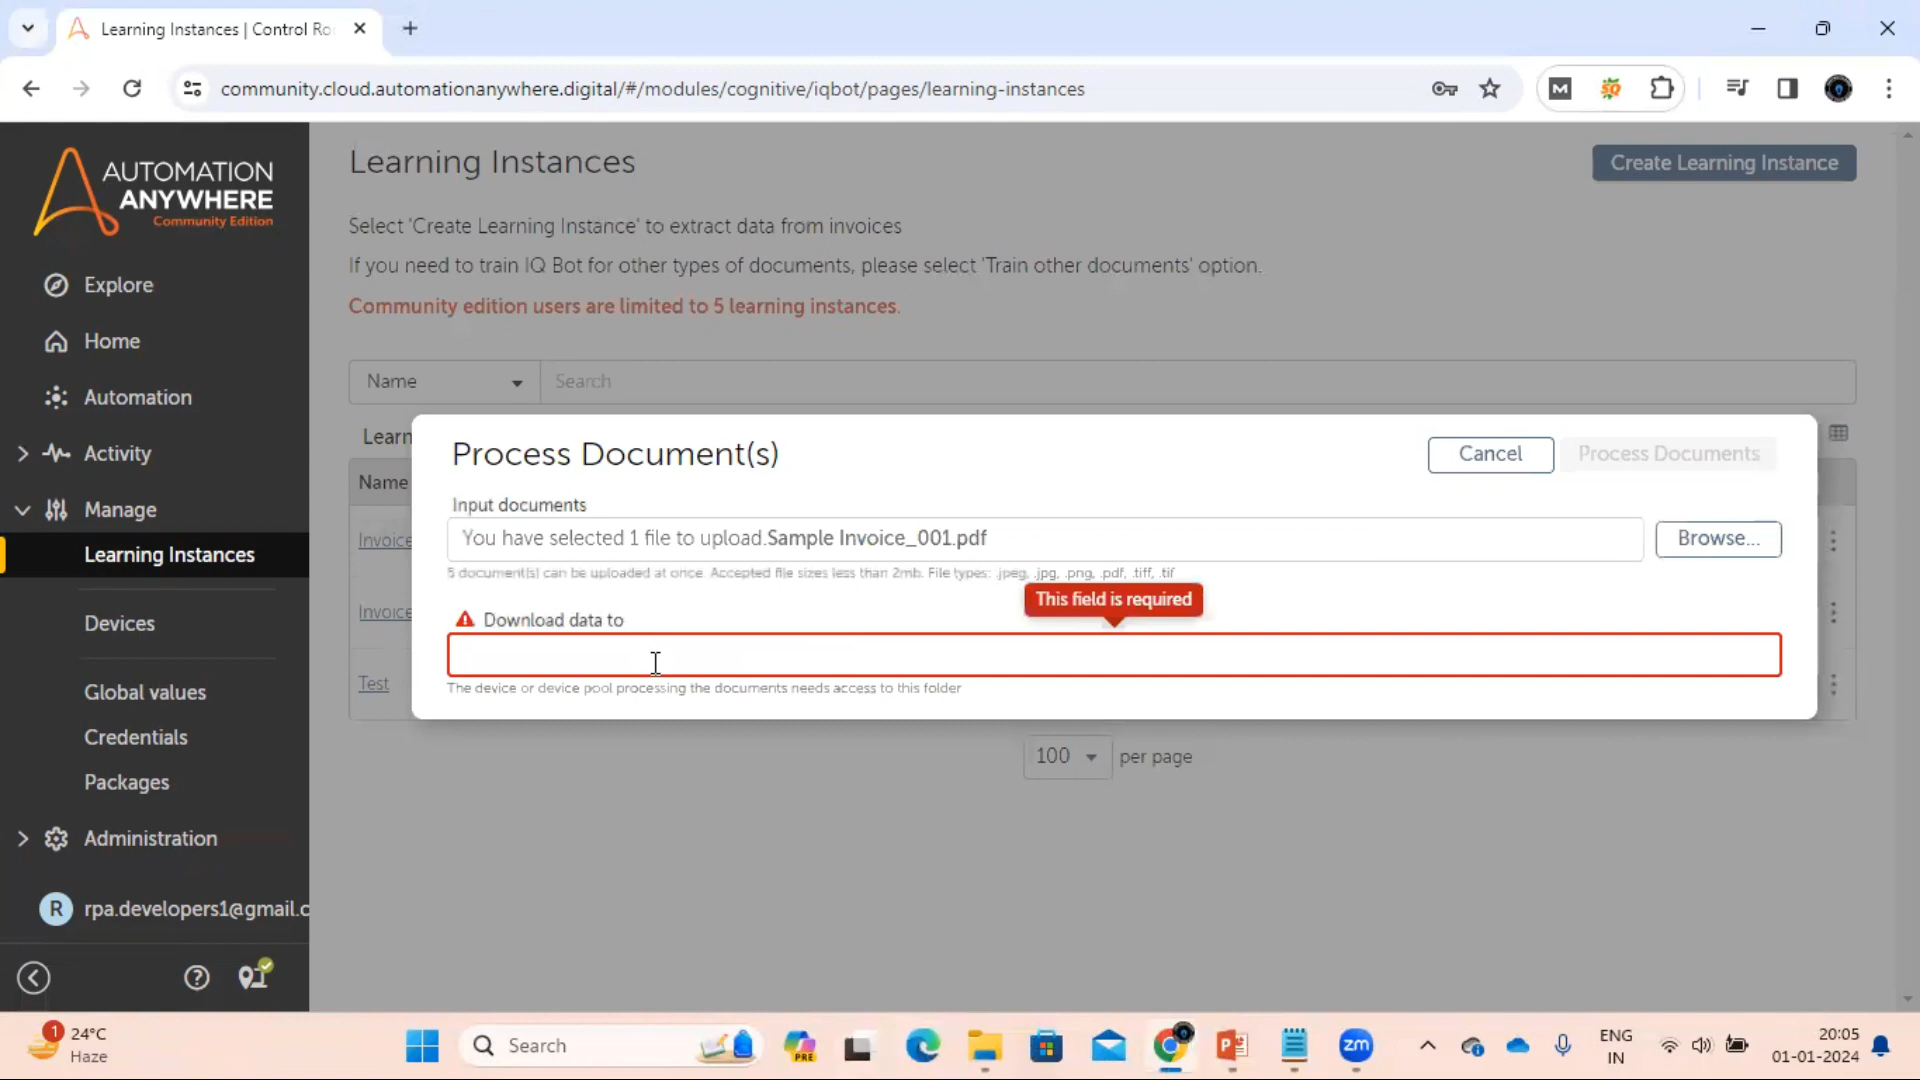 Learning Instances | Control Ro
community.cloud.automationanywhere.digital/#/modules/cognitive/iqbot/pages/learning-instances
AUTOMATION
ANYWHERE
Community Edition
Explore
Home
Automation
Activity
Manage
Learning Instances
Devices
Global values
Credentials
Packages
Administration
R rpa.developers1@gmail.c
Learning Instances
Create Learning Instance
Select 'Create Learning Instance' to extract data from invoices
If you need to train IQ Bot for other types of documents, please select 'Train other documents' option.
Community edition users are limited to 5 learning instances.
Name
Search
Learn
Name
Invoice
Invoice
Test
Process Document(s)
Cancel
Process Documents
Input documents
You have selected 1 file to upload.Sample Invoice_001.pdf
Browse...
5 document(s) can be uploaded at once. Accepted file sizes less than 2mb. File types: .jpeg, .jpg, .png, .pdf, .tiff, .tif
This field is required
Download data to
The device or device pool processing the documents needs access to this folder
100 per page
1
24°C
Haze
Search
PRE
zm
ENG
IN
20:05
01-01-2024